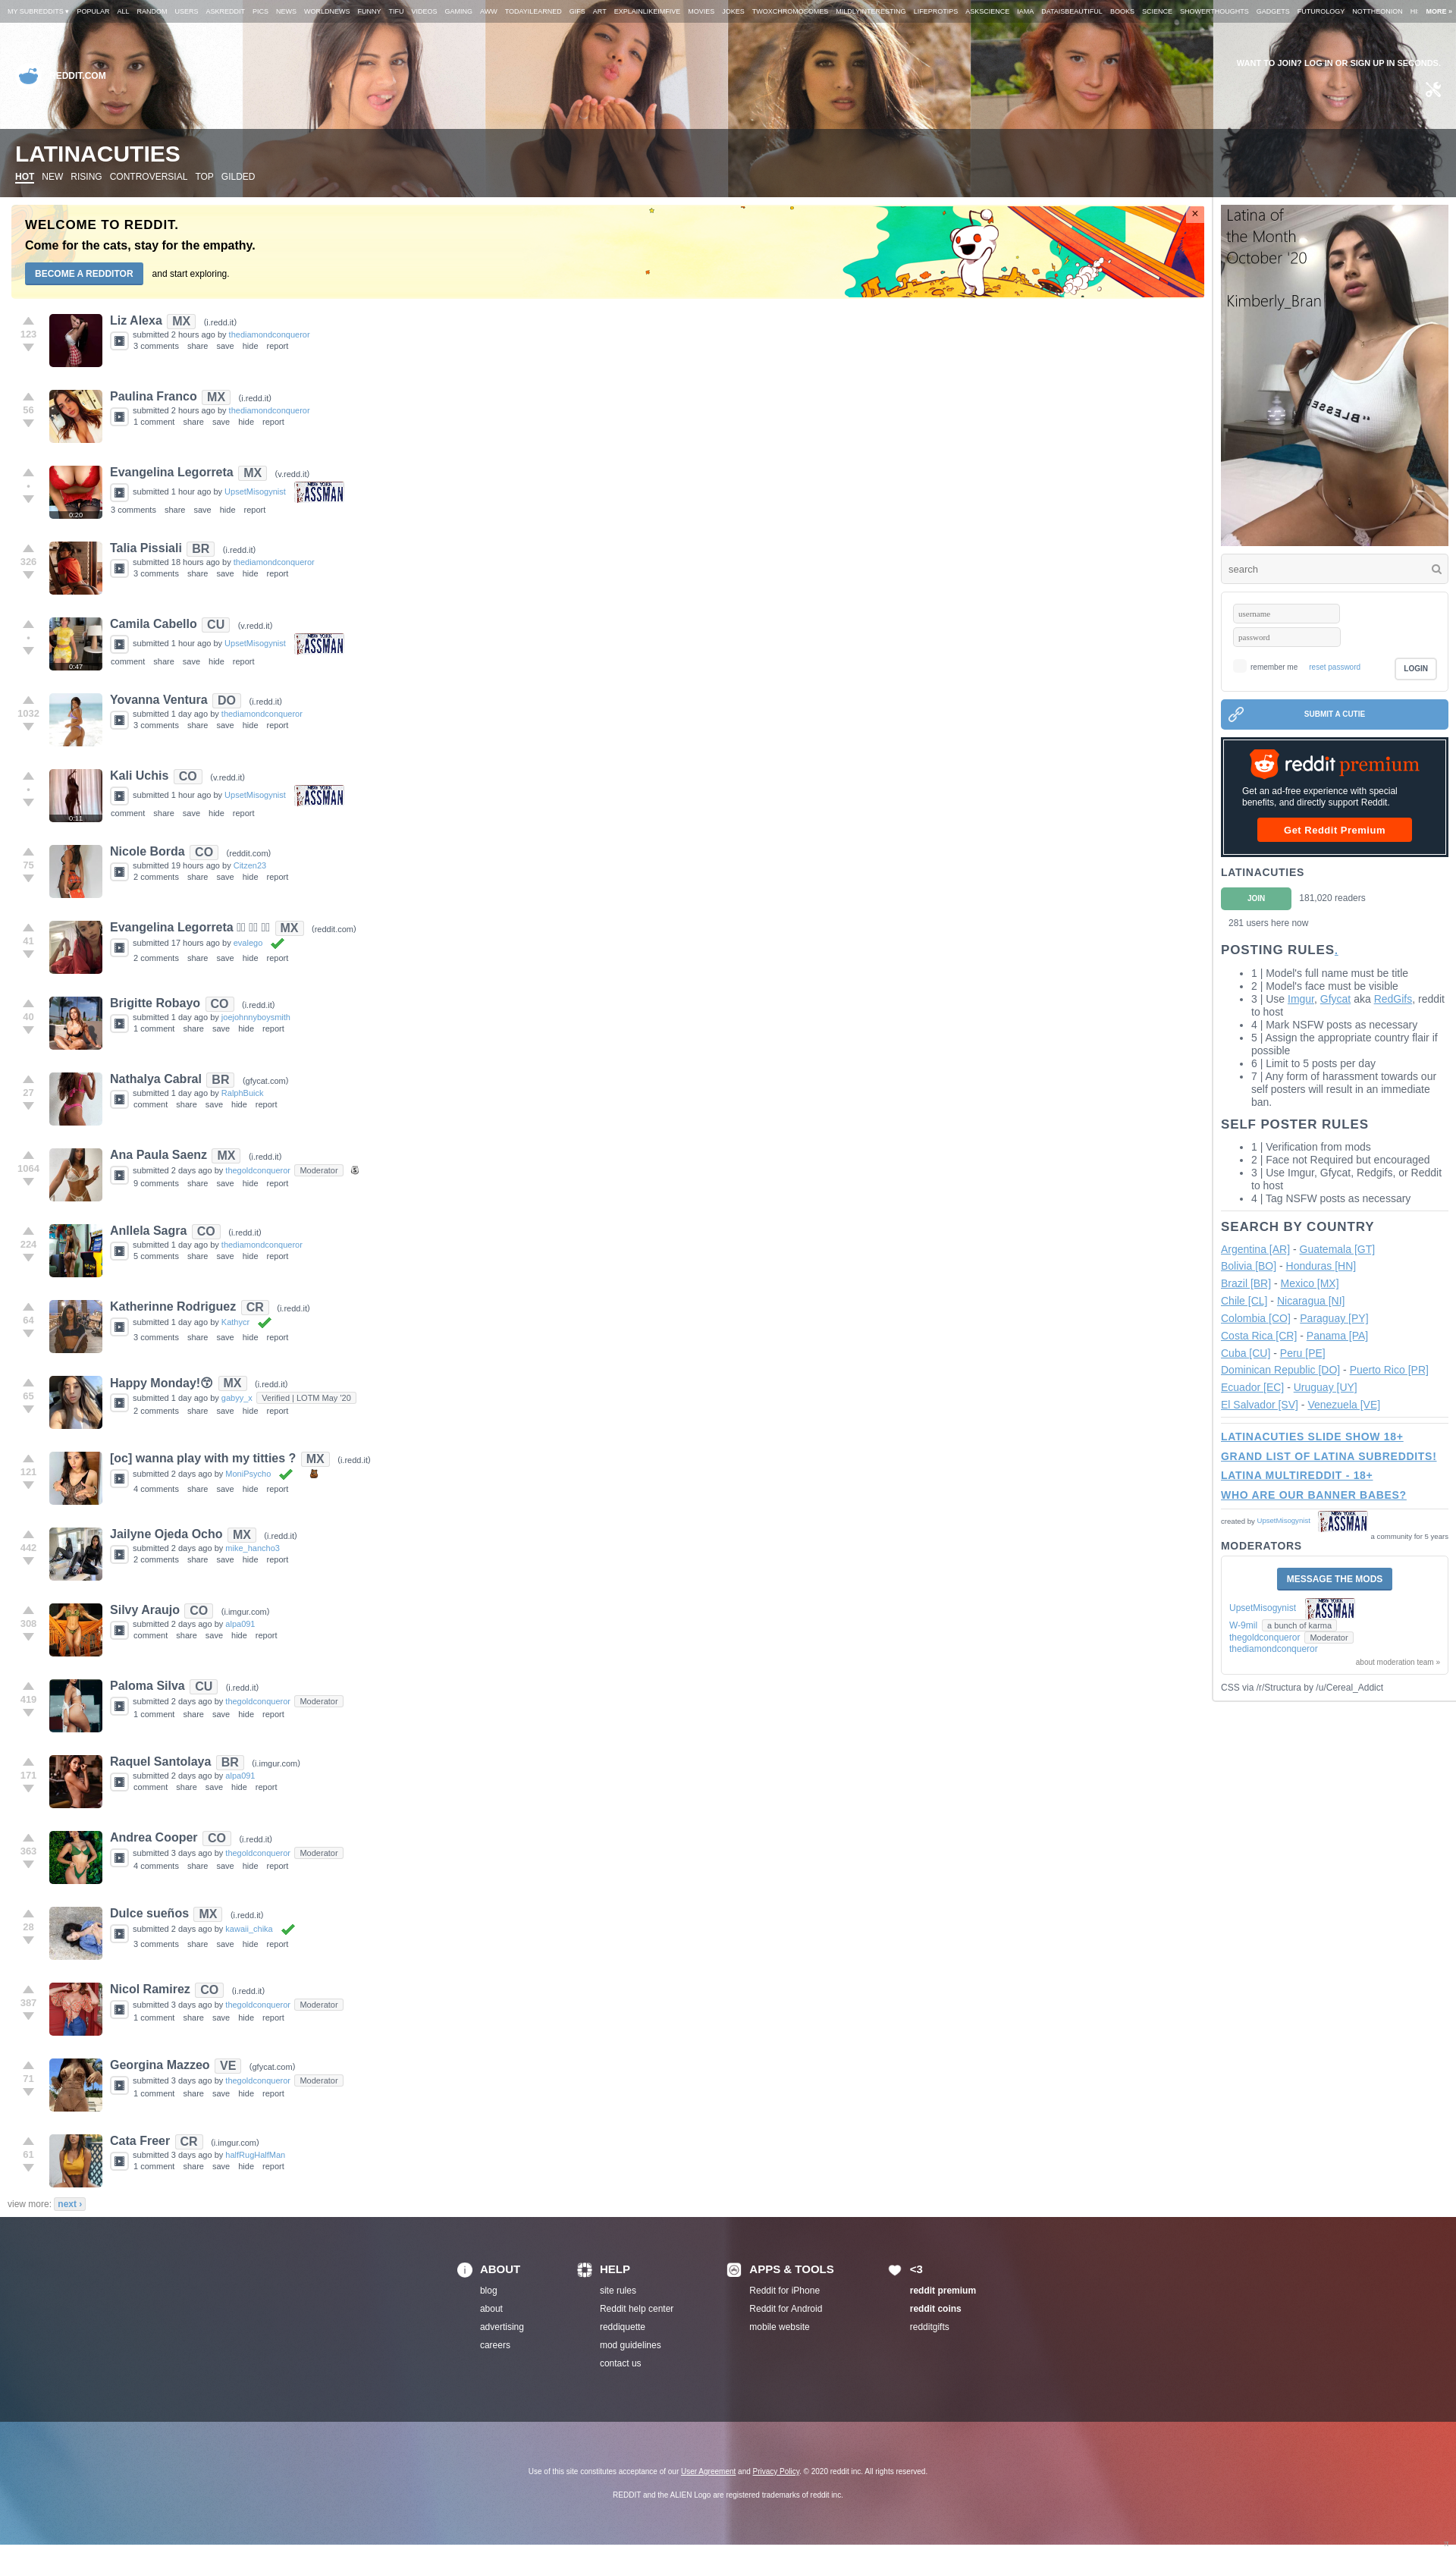 MY SUBREDDITS ▾ POPULAR ALL RANDOM USERS ASKREDDIT PICS NEWS WORLDNEWS FUNNY TIFU VIDEOS GAMING AWW TODAYILEARNED GIFS ART EXPLAINLIKEIMFIVE MOVIES JOKES TWOXCHROMOSOMES MILDLYINTERESTING LIFEPROTIPS ASKSCIENCE IAMA DATAISBEAUTIFUL BOOKS SCIENCE SHOWERTHOUGHTS GADGETS FUTUROLOGY NOTTHEONION HI MORE »
REDDIT.COM
WANT TO JOIN? LOG IN OR SIGN UP IN SECONDS.
LATINACUTIES
HOT NEW RISING CONTROVERSIAL TOP GILDED
WELCOME TO REDDIT.
Come for the cats, stay for the empathy.
BECOME A REDDITOR and start exploring.
×
123
Liz Alexa MX (i.redd.it)
submitted 2 hours ago by thediamondconqueror
3 comments share save hide report
56
Paulina Franco MX (i.redd.it)
submitted 2 hours ago by thediamondconqueror
1 comment share save hide report
•
0:20
Evangelina Legorreta MX (v.redd.it)
submitted 1 hour ago by UpsetMisogynist NEW YORK ASSMAN
3 comments share save hide report
326
Talia Pissiali BR (i.redd.it)
submitted 18 hours ago by thediamondconqueror
3 comments share save hide report
•
0:47
Camila Cabello CU (v.redd.it)
submitted 1 hour ago by UpsetMisogynist NEW YORK ASSMAN
comment share save hide report
1032
Yovanna Ventura DO (i.redd.it)
submitted 1 day ago by thediamondconqueror
3 comments share save hide report
•
0:11
Kali Uchis CO (v.redd.it)
submitted 1 hour ago by UpsetMisogynist NEW YORK ASSMAN
comment share save hide report
75
Nicole Borda CO (reddit.com)
submitted 19 hours ago by Citzen23
2 comments share save hide report
41
Evangelina Legorreta MX (reddit.com)
submitted 17 hours ago by evalego
2 comments share save hide report
40
Brigitte Robayo CO (i.redd.it)
submitted 1 day ago by joejohnnyboysmith
1 comment share save hide report
27
Nathalya Cabral BR (gfycat.com)
submitted 1 day ago by RalphBuick
comment share save hide report
1064
Ana Paula Saenz MX (i.redd.it)
submitted 2 days ago by thegoldconqueror Moderator
9 comments share save hide report
224
Anllela Sagra CO (i.redd.it)
submitted 1 day ago by thediamondconqueror
5 comments share save hide report
64
Katherinne Rodriguez CR (i.redd.it)
submitted 1 day ago by Kathycr
3 comments share save hide report
65
Happy Monday!😙 MX (i.redd.it)
submitted 1 day ago by gabyy_x Verified | LOTM May '20
2 comments share save hide report
121
[oc] wanna play with my titties ? MX (i.redd.it)
submitted 2 days ago by MoniPsycho
4 comments share save hide report
442
Jailyne Ojeda Ocho MX (i.redd.it)
submitted 2 days ago by mike_hancho3
2 comments share save hide report
308
Silvy Araujo CO (i.imgur.com)
submitted 2 days ago by alpa091
comment share save hide report
419
Paloma Silva CU (i.redd.it)
submitted 2 days ago by thegoldconqueror Moderator
1 comment share save hide report
171
Raquel Santolaya BR (i.imgur.com)
submitted 2 days ago by alpa091
comment share save hide report
363
Andrea Cooper CO (i.redd.it)
submitted 3 days ago by thegoldconqueror Moderator
4 comments share save hide report
28
Dulce sueños MX (i.redd.it)
submitted 2 days ago by kawaii_chika
3 comments share save hide report
387
Nicol Ramirez CO (i.redd.it)
submitted 3 days ago by thegoldconqueror Moderator
1 comment share save hide report
71
Georgina Mazzeo VE (gfycat.com)
submitted 3 days ago by thegoldconqueror Moderator
1 comment share save hide report
61
Cata Freer CR (i.imgur.com)
submitted 3 days ago by halfRugHalfMan
1 comment share save hide report
view more: next ›
Latina of
the Month
October '20
Kimberly_Bran
"BLESSED"
search
username
password
remember me reset password LOGIN
SUBMIT A CUTIE
reddit premium
Get an ad-free experience with special
benefits, and directly support Reddit.
Get Reddit Premium
LATINACUTIES
JOIN 181,020 readers
281 users here now
POSTING RULES.
• 1 | Model's full name must be title
• 2 | Model's face must be visible
• 3 | Use Imgur, Gfycat aka RedGifs, reddit
to host
• 4 | Mark NSFW posts as necessary
• 5 | Assign the appropriate country flair if
possible
• 6 | Limit to 5 posts per day
• 7 | Any form of harassment towards our
self posters will result in an immediate
ban.
SELF POSTER RULES
• 1 | Verification from mods
• 2 | Face not Required but encouraged
• 3 | Use Imgur, Gfycat, Redgifs, or Reddit
to host
• 4 | Tag NSFW posts as necessary
SEARCH BY COUNTRY
Argentina [AR] - Guatemala [GT]
Bolivia [BO] - Honduras [HN]
Brazil [BR] - Mexico [MX]
Chile [CL] - Nicaragua [NI]
Colombia [CO] - Paraguay [PY]
Costa Rica [CR] - Panama [PA]
Cuba [CU] - Peru [PE]
Dominican Republic [DO] - Puerto Rico [PR]
Ecuador [EC] - Uruguay [UY]
El Salvador [SV] - Venezuela [VE]
LATINACUTIES SLIDE SHOW 18+
GRAND LIST OF LATINA SUBREDDITS!
LATINA MULTIREDDIT - 18+
WHO ARE OUR BANNER BABES?
created by UpsetMisogynist NEW YORK ASSMAN
a community for 5 years
MODERATORS
MESSAGE THE MODS
UpsetMisogynist NEW YORK ASSMAN
W-9mil a bunch of karma
thegoldconqueror Moderator
thediamondconqueror
about moderation team »
CSS via /r/Structura by /u/Cereal_Addict
ABOUT
blog
about
advertising
careers
HELP
site rules
Reddit help center
reddiquette
mod guidelines
contact us
APPS & TOOLS
Reddit for iPhone
Reddit for Android
mobile website
<3
reddit premium
reddit coins
redditgifts
Use of this site constitutes acceptance of our User Agreement and Privacy Policy. © 2020 reddit inc. All rights reserved.
REDDIT and the ALIEN Logo are registered trademarks of reddit inc.